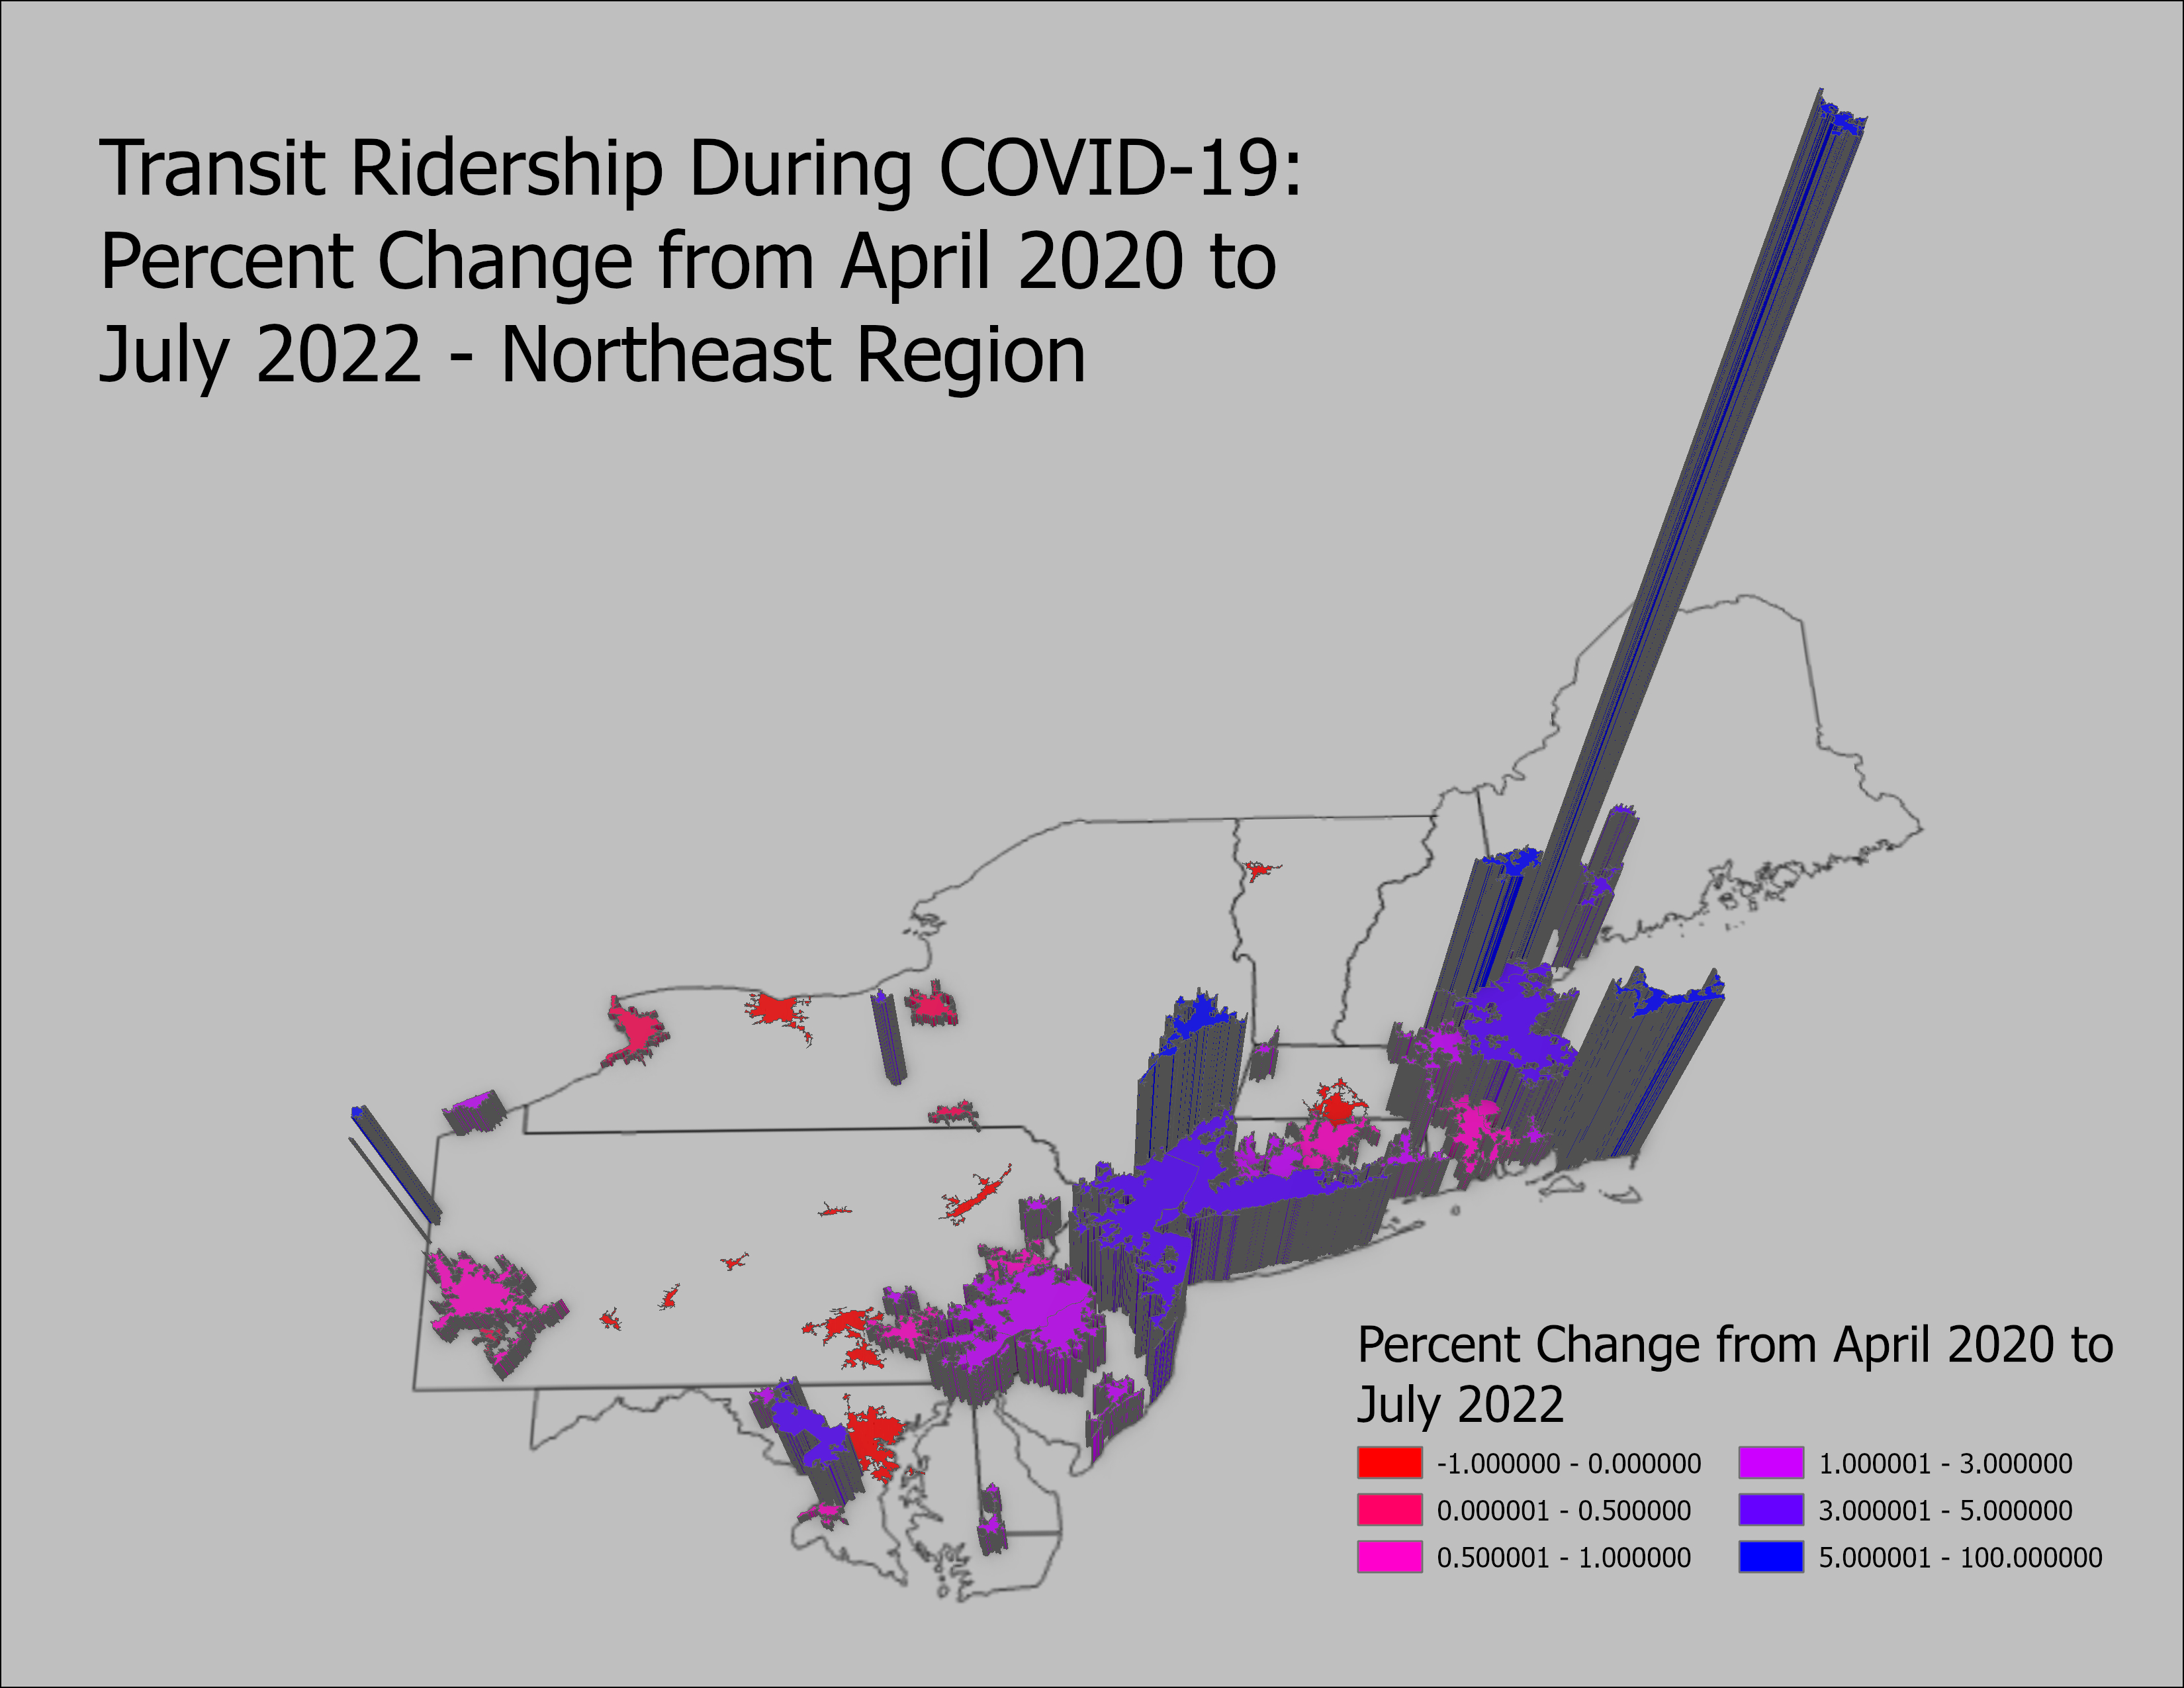 Transit Ridership During COVID-19:
Percent Change from April 2020 to
July 2022 - Northeast Region
Percent Change from April 2020 to
July 2022
-1.000000 - 0.000000
0.000001 - 0.500000
0.500001 - 1.000000
1.000001 - 3.000000
3.000001 - 5.000000
5.000001 - 100.000000